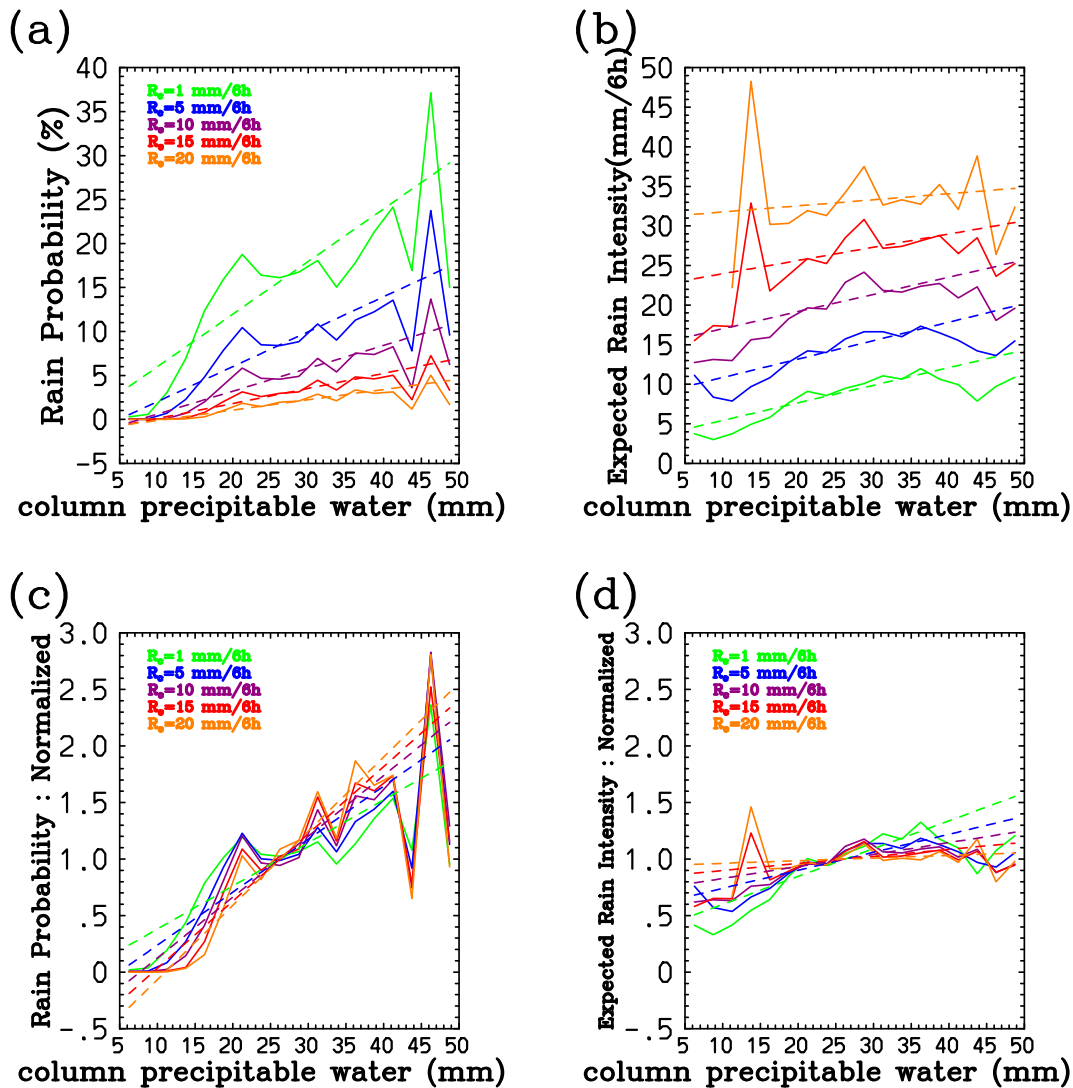 (a)
Rain Probability (%)
40
35
30
25
20
15
10
5
0
-5
R₀=1 mm/6h
R₀=5 mm/6h
R₀=10 mm/6h
R₀=15 mm/6h
R₀=20 mm/6h
5 10 15 20 25 30 35 40 45 50
column precipitable water (mm)
(b)
Expected Rain Intensity(mm/6h)
50
45
40
35
30
25
20
15
10
5
0
5 10 15 20 25 30 35 40 45 50
column precipitable water (mm)
(c)
Rain Probability : Normalized
3.0
2.5
2.0
1.5
1.0
.5
0
-.5
R₀=1 mm/6h
R₀=5 mm/6h
R₀=10 mm/6h
R₀=15 mm/6h
R₀=20 mm/6h
5 10 15 20 25 30 35 40 45 50
column precipitable water (mm)
(d)
Expected Rain Intensity : Normalized
3.0
2.5
2.0
1.5
1.0
.5
0
-.5
R₀=1 mm/6h
R₀=5 mm/6h
R₀=10 mm/6h
R₀=15 mm/6h
R₀=20 mm/6h
5 10 15 20 25 30 35 40 45 50
column precipitable water (mm)